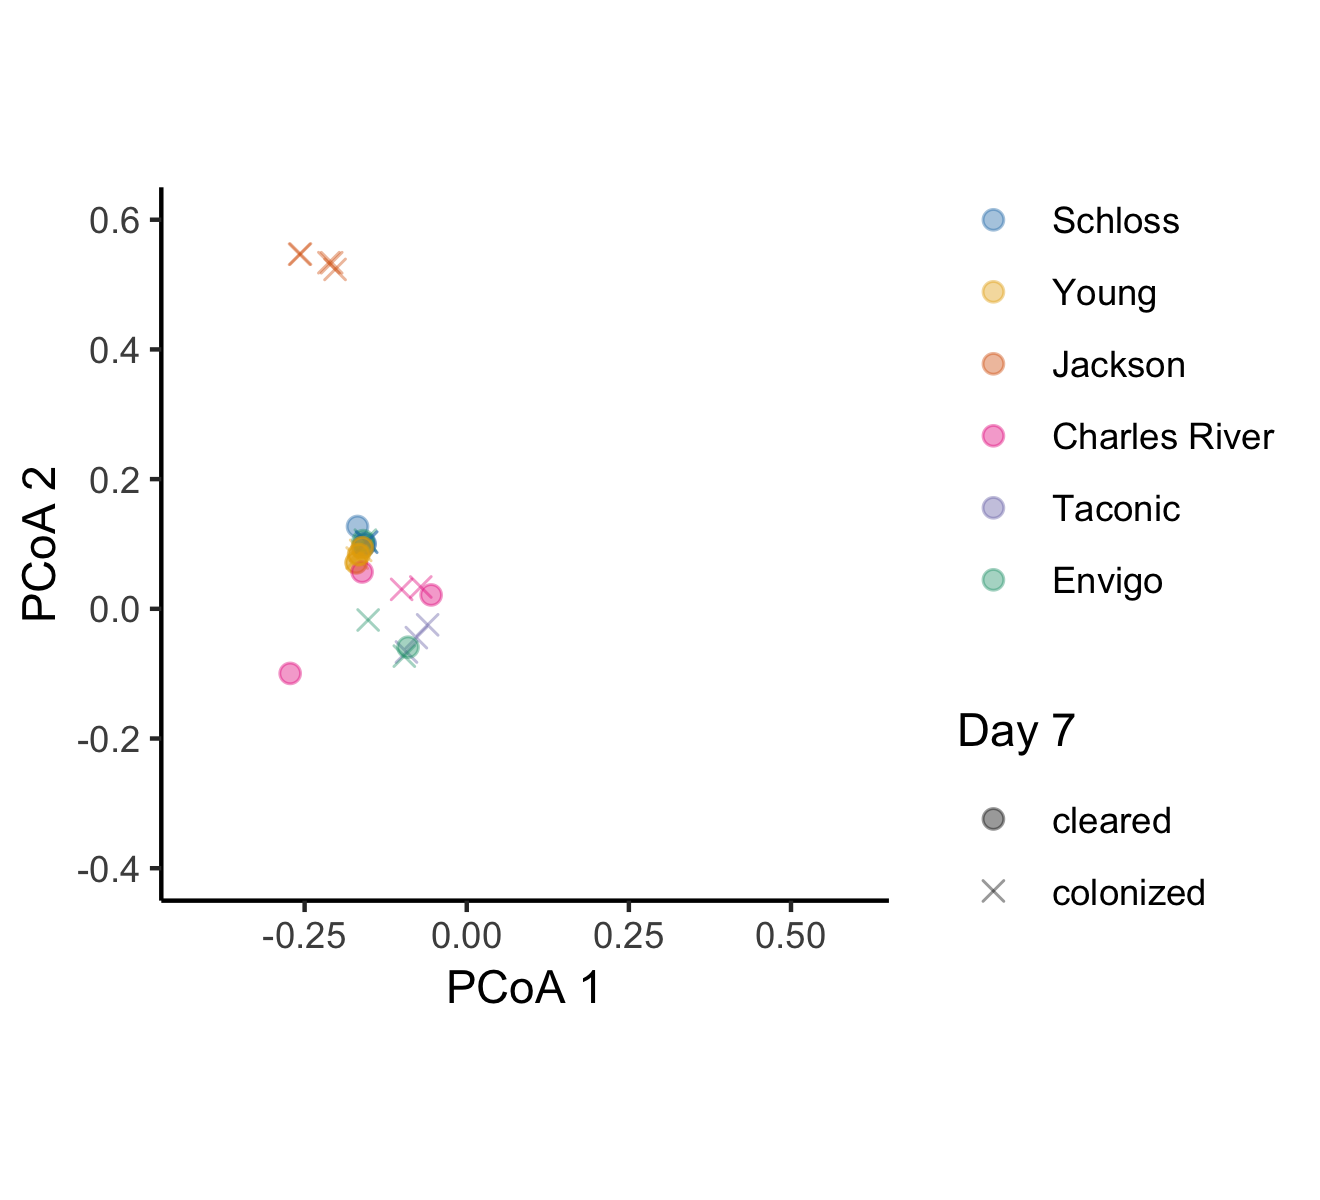 0.6
0.4
0.2
0.0
-0.2
-0.4
PCoA 2
-0.25 0.00 0.25 0.50
PCoA 1
Schloss
Young
Jackson
Charles River
Taconic
Envigo
Day 7
cleared
colonized